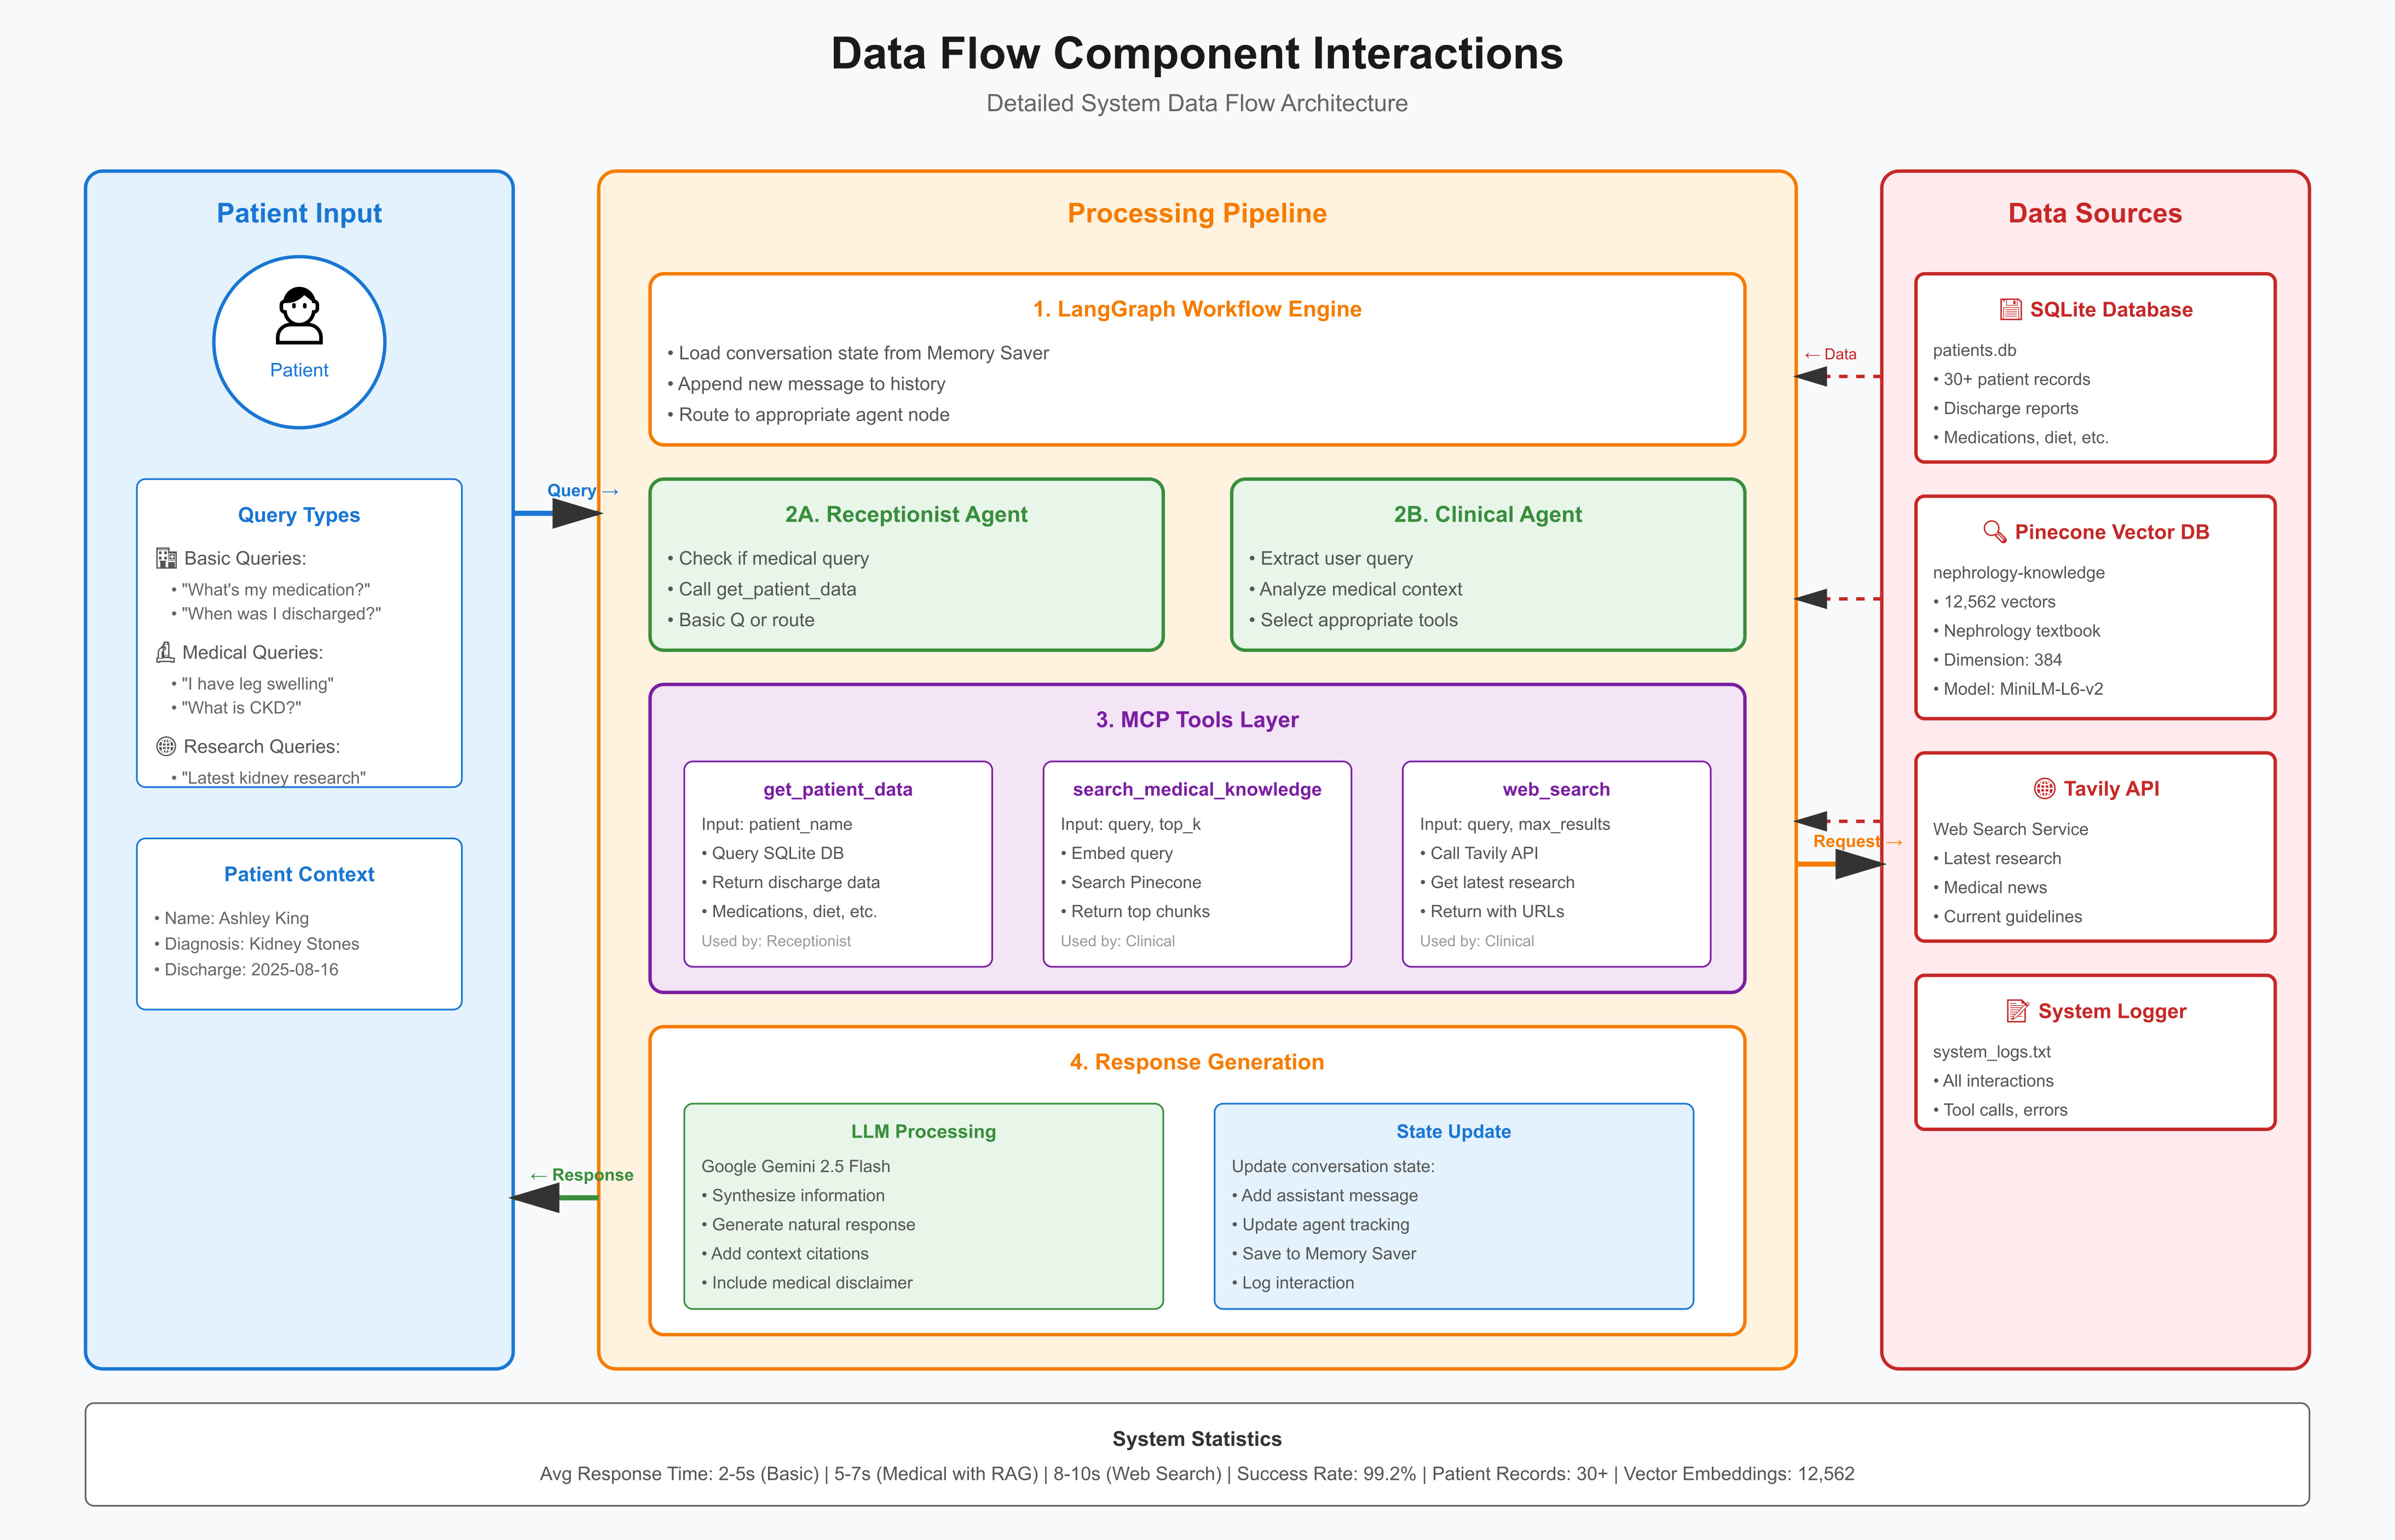 Data Flow Component Interactions
Detailed System Data Flow Architecture
Patient Input
Patient
Query Types
Basic Queries:
• "What's my medication?"
• "When was I discharged?"
Medical Queries:
• "I have leg swelling"
• "What is CKD?"
Research Queries:
• "Latest kidney research"
Patient Context
• Name: Ashley King
• Diagnosis: Kidney Stones
• Discharge: 2025-08-16
Query →
← Response
Processing Pipeline
1. LangGraph Workflow Engine
• Load conversation state from Memory Saver
• Append new message to history
• Route to appropriate agent node
2A. Receptionist Agent
• Check if medical query
• Call get_patient_data
• Basic Q or route
2B. Clinical Agent
• Extract user query
• Analyze medical context
• Select appropriate tools
3. MCP Tools Layer
get_patient_data
Input: patient_name
• Query SQLite DB
• Return discharge data
• Medications, diet, etc.
Used by: Receptionist
search_medical_knowledge
Input: query, top_k
• Embed query
• Search Pinecone
• Return top chunks
Used by: Clinical
web_search
Input: query, max_results
• Call Tavily API
• Get latest research
• Return with URLs
Used by: Clinical
4. Response Generation
LLM Processing
Google Gemini 2.5 Flash
• Synthesize information
• Generate natural response
• Add context citations
• Include medical disclaimer
State Update
Update conversation state:
• Add assistant message
• Update agent tracking
• Save to Memory Saver
• Log interaction
← Data
Request →
Data Sources
SQLite Database
patients.db
• 30+ patient records
• Discharge reports
• Medications, diet, etc.
Pinecone Vector DB
nephrology-knowledge
• 12,562 vectors
• Nephrology textbook
• Dimension: 384
• Model: MiniLM-L6-v2
Tavily API
Web Search Service
• Latest research
• Medical news
• Current guidelines
System Logger
system_logs.txt
• All interactions
• Tool calls, errors
System Statistics
Avg Response Time: 2-5s (Basic) | 5-7s (Medical with RAG) | 8-10s (Web Search) | Success Rate: 99.2% | Patient Records: 30+ | Vector Embeddings: 12,562